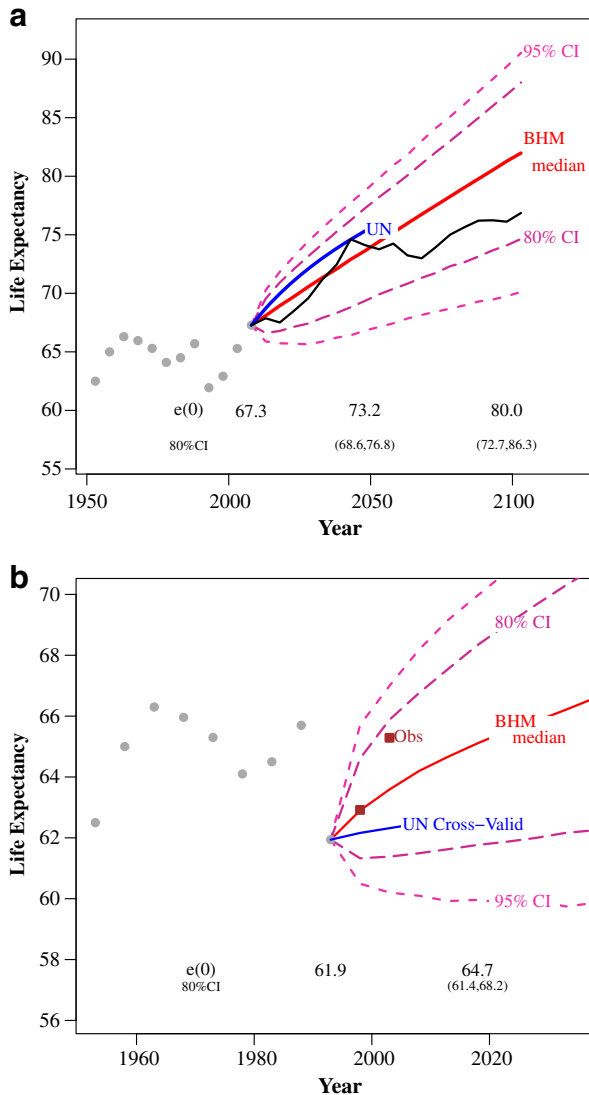 a
Life Expectancy
90
85
80
75
70
65
60
55
95% CI
BHM
median
UN
80% CI
e(0) 67.3 73.2 80.0
80%CI (68.6,76.8) (72.7,86.3)
1950 2000 2050 2100
Year
b
Life Expectancy
70
68
66
64
62
60
58
56
80% CI
BHM
median
Obs
UN Cross−Valid
95% CI
e(0) 61.9 64.7
80%CI (61.4,68.2)
1960 1980 2000 2020
Year